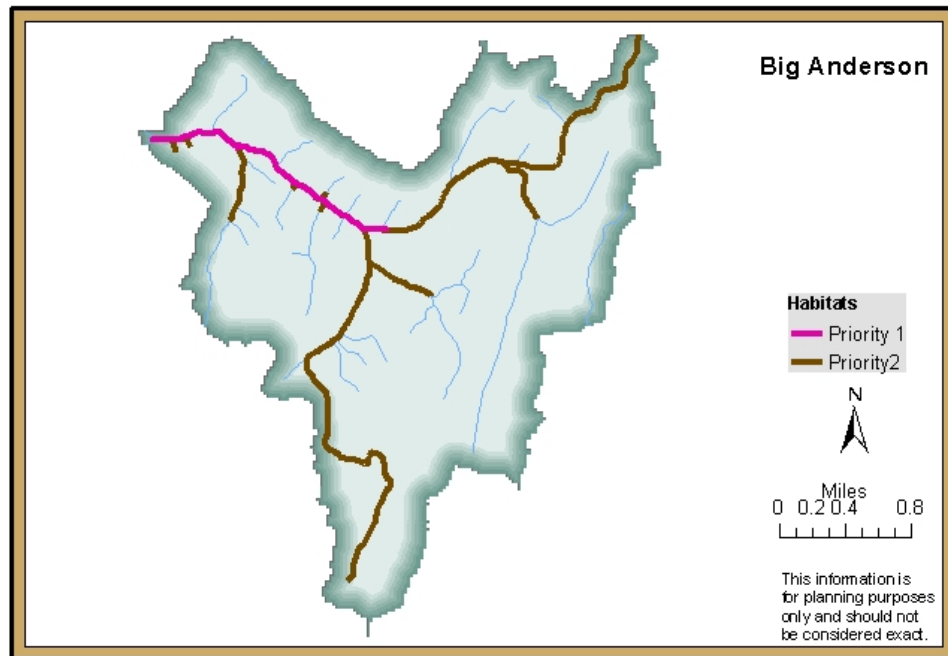 Big Anderson
Habitats
Priority 1
Priority2
N
Miles
0 0.2 0.4 0.8
This information is
for planning purposes
only and should not
be considered exact.